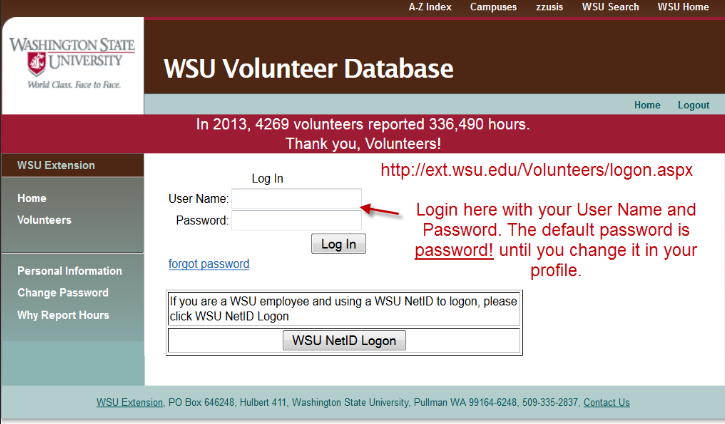 A-Z Index Campuses zzusis WSU Search WSU Home
WASHINGTON STATE
UNIVERSITY
World Class. Face to Face.
WSU Volunteer Database
Home Logout
In 2013, 4269 volunteers reported 336,490 hours.
Thank you, Volunteers!
WSU Extension
Home
Volunteers
Personal Information
Change Password
Why Report Hours
http://ext.wsu.edu/Volunteers/logon.aspx
Log In
User Name:
Password:
Log In
forgot password
Login here with your User Name and
Password. The default password is
password! until you change it in your
profile.
If you are a WSU employee and using a WSU NetID to logon, please
click WSU NetID Logon
WSU NetID Logon
WSU Extension, PO Box 646248, Hulbert 411, Washington State University, Pullman WA 99164-6248, 509-335-2837, Contact Us